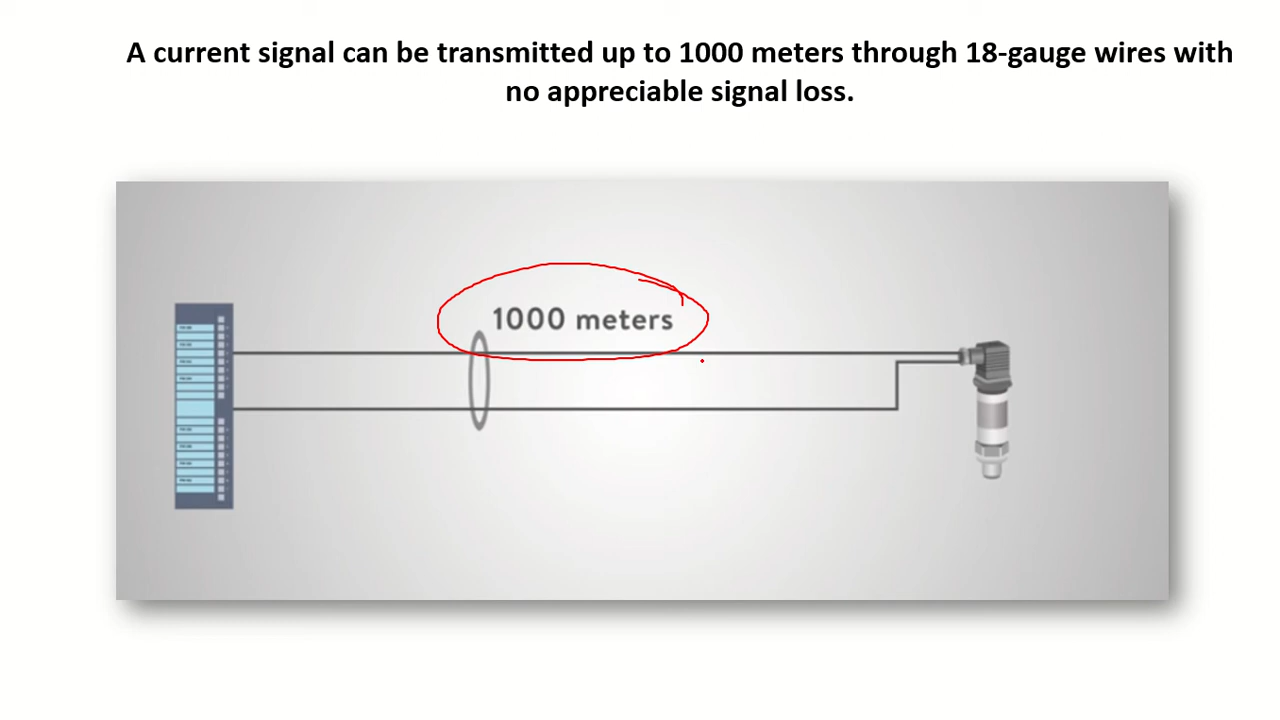 A current signal can be transmitted up to 1000 meters through 18-gauge wires with
no appreciable signal loss.
1000 meters